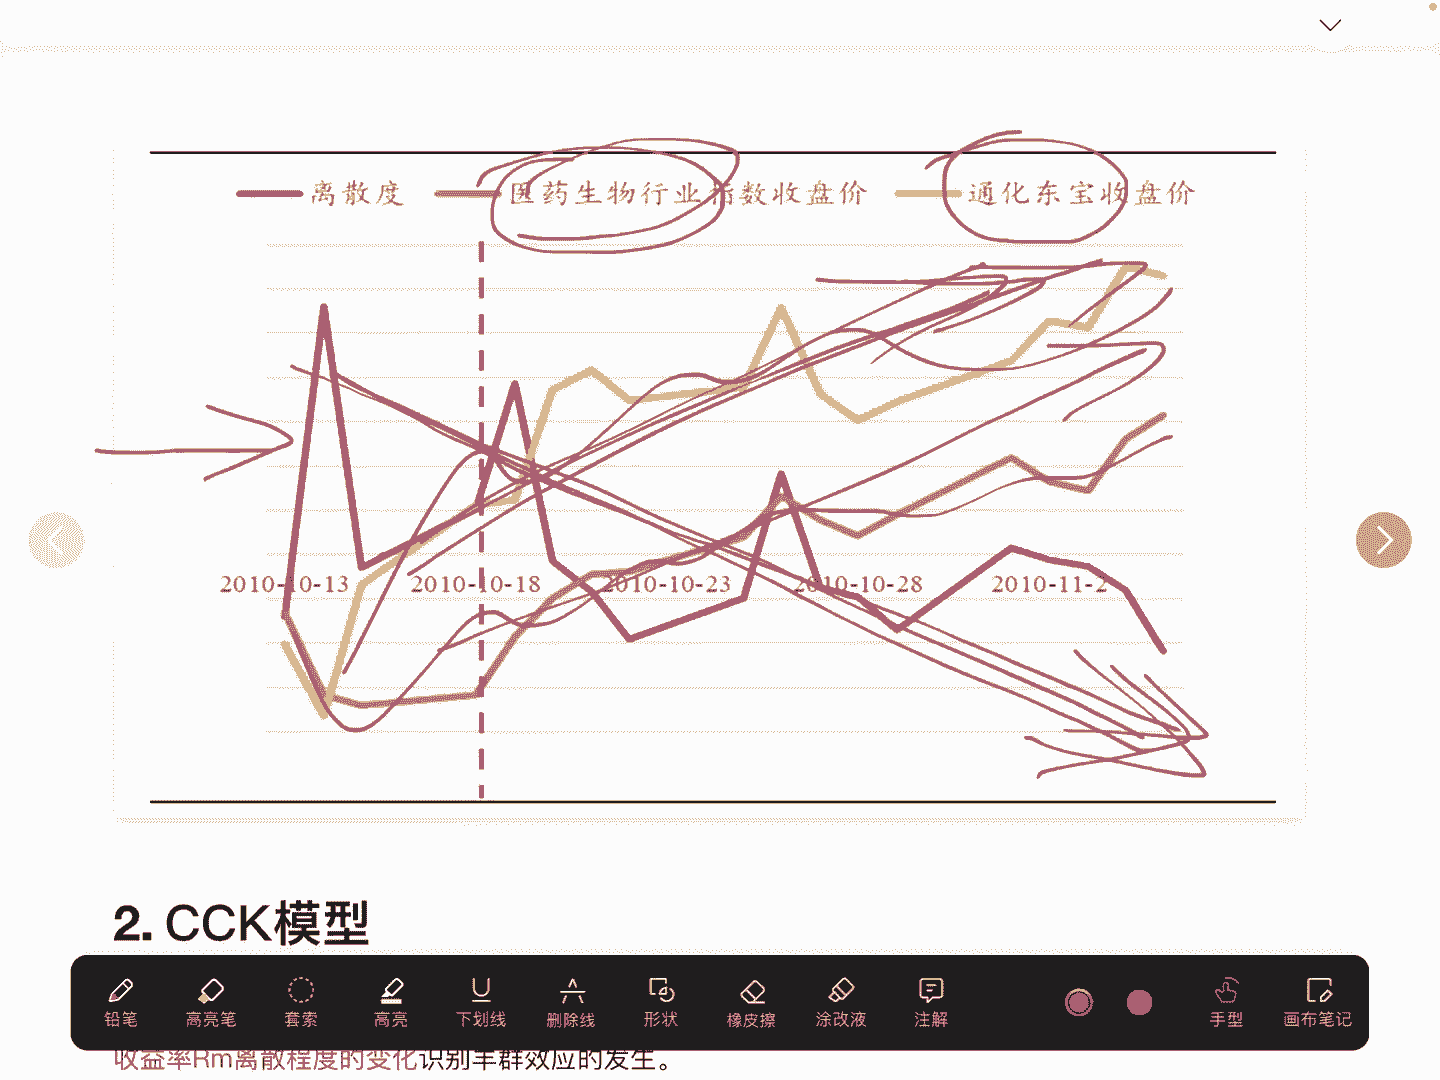 离散度 医药生物行业指数收盘价 通化东宝收盘价
2010-10-13 2010-10-18 2010-10-23 2010-10-28 2010-11-2
2. CCK模型
铅笔 高亮笔 套索 高亮 下划线 删除线 形状 橡皮擦 涂改液 注解 手型 画布笔记
收益率Rm离散程度的变化识别羊群效应的发生。